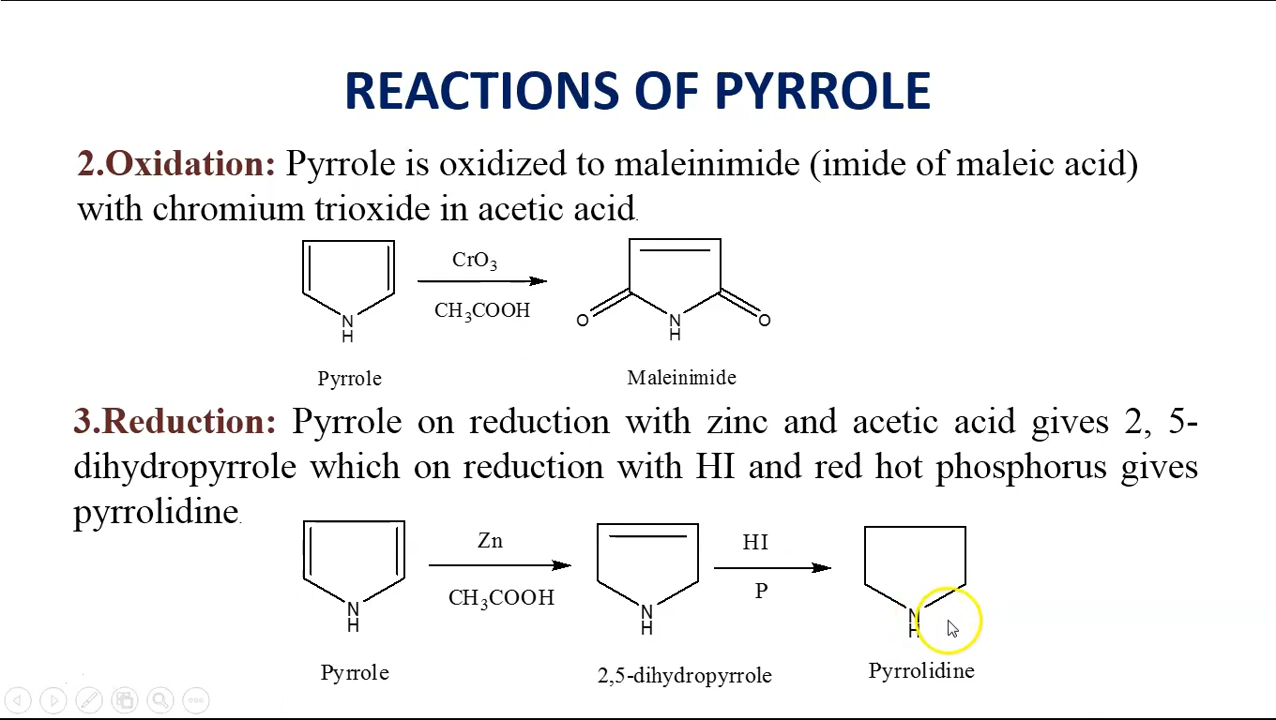 REACTIONS OF PYRROLE
2.Oxidation: Pyrrole is oxidized to maleinimide (imide of maleic acid)
with chromium trioxide in acetic acid.
CrO₃
CH₃COOH
O
N
H
N
H
O
Pyrrole
Maleinimide
3.Reduction: Pyrrole on reduction with zinc and acetic acid gives 2, 5-
dihydropyrrole which on reduction with HI and red hot phosphorus gives
pyrrolidine.
Zn
CH₃COOH
HI
P
N
H
N
H
N
H
Pyrrole
2,5-dihydropyrrole
Pyrrolidine